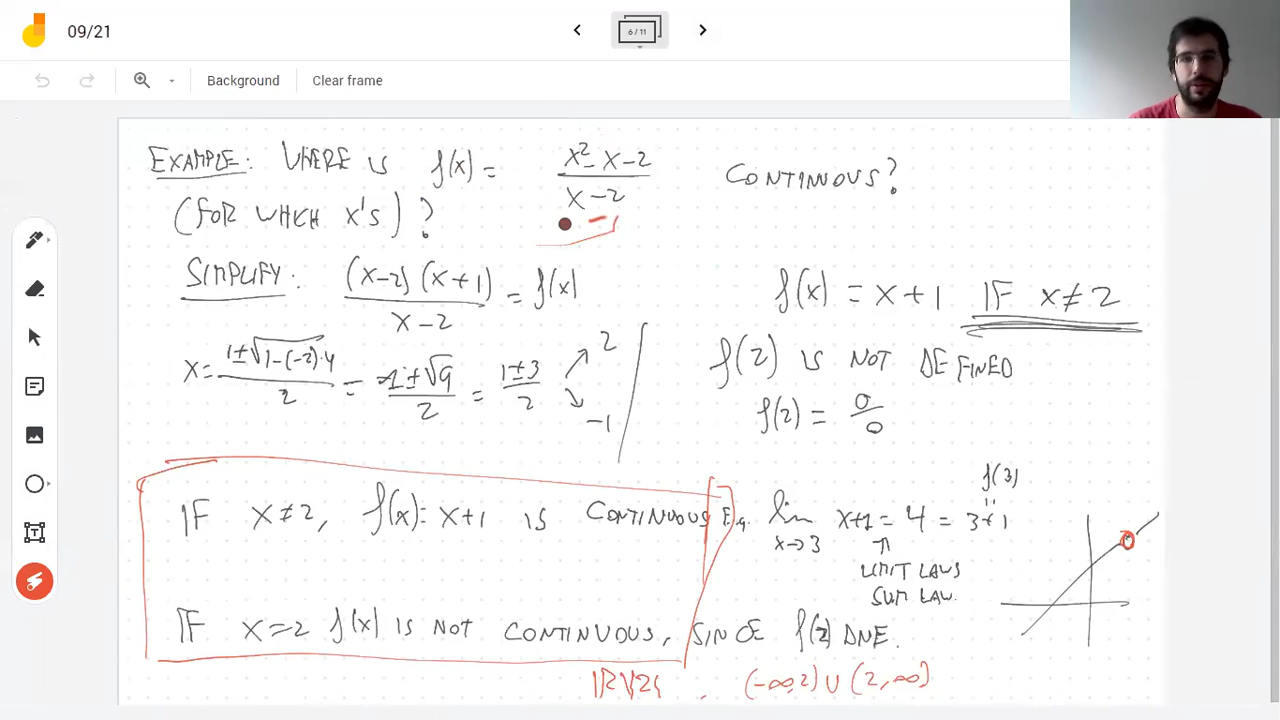 09/21
6 / 11
Background
Clear frame
EXAMPLE: WHERE IS f(x) = (x² - x - 2)/(x - 2) CONTINUOUS?
(FOR WHICH X'S)?
SIMPLIFY: (x-2)(x+1)/(x-2) = f(x)
f(x) = x+1 IF x≠2
x = (1±√(1-(-2)·4))/2 = (1±√9)/2 = (1±3)/2 ↗ 2 ↘ -1
f(2) IS NOT DEFINED
f(2) = 0/0
IF x≠2, f(x) = x+1 IS CONTINUOUS E.g. lim x→3 x+1 = 4 = 3+1
f(3)
"
↑
LIMIT LAWS
SUM LAW.
IF x=2 f(x) IS NOT CONTINUOUS, SINCE f(2) DNE.
(-∞,2) ∪ (2,∞)